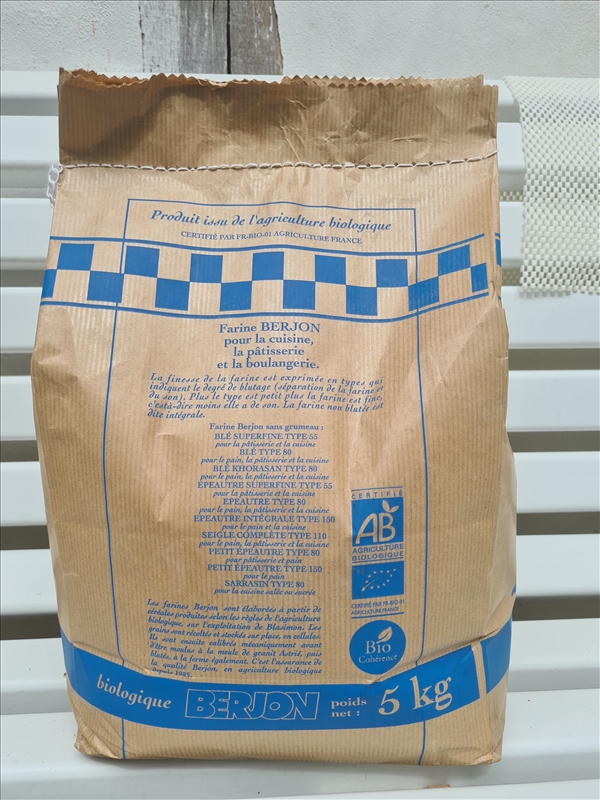 Produit issu de l'agriculture biologique
CERTIFIÉ PAR FR-BIO-01 AGRICULTURE FRANCE
Farine BERJON
pour la cuisine,
la pâtisserie
et la boulangerie.
La finesse de la farine est exprimée en types qui
indiquent le degré de blutage (séparation de la farine et
du son). Plus le type est petit plus la farine est fine,
c'està-dire moins elle a de son. La farine non blutée est
dite intégrale.
Farine Berjon sans grumeau :
BLÉ SUPERFINE TYPE 55
pour la pâtisserie et la cuisine
BLÉ TYPE 80
pour le pain, la pâtisserie et la cuisine
BLÉ KHORASAN TYPE 80
pour le pain, la pâtisserie et la cuisine
EPEAUTRE SUPERFINE TYPE 55
pour la pâtisserie et la cuisine
EPEAUTRE TYPE 80
pour le pain, la pâtisserie et la cuisine
EPEAUTRE INTÉGRALE TYPE 150
pour le pain et la cuisine
SEIGLE COMPLÈTE TYPE 110
pour le pain, la pâtisserie et la cuisine
PETIT ÉPEAUTRE TYPE 80
pour pâtisserie et pain
PETIT ÉPEAUTRE TYPE 150
pour le pain
SARRASIN TYPE 80
pour la cuisine salée ou sucrée
Les farines Berjon sont élaborées à partir de
céréales produites selon les règles de l'agriculture
biologique, sur l'exploitation de Blasimon. Les
grains sont récoltés et stockés sur place, en cellules.
Ils sont ensuite calibrés mécaniquement avant
d'être moulus à la meule de granit Astrié, puis
blutés, à la ferme également. C'est l'assurance de
la qualité Berjon, en agriculture biologique
depuis 1985.
CERTIFIÉ
AB
AGRICULTURE
BIOLOGIQUE
CERTIFIÉ PAR FR-BIO-01
AGRICULTURE FRANCE
Bio
Cohérence
biologique BERJON poids net : 5 kg